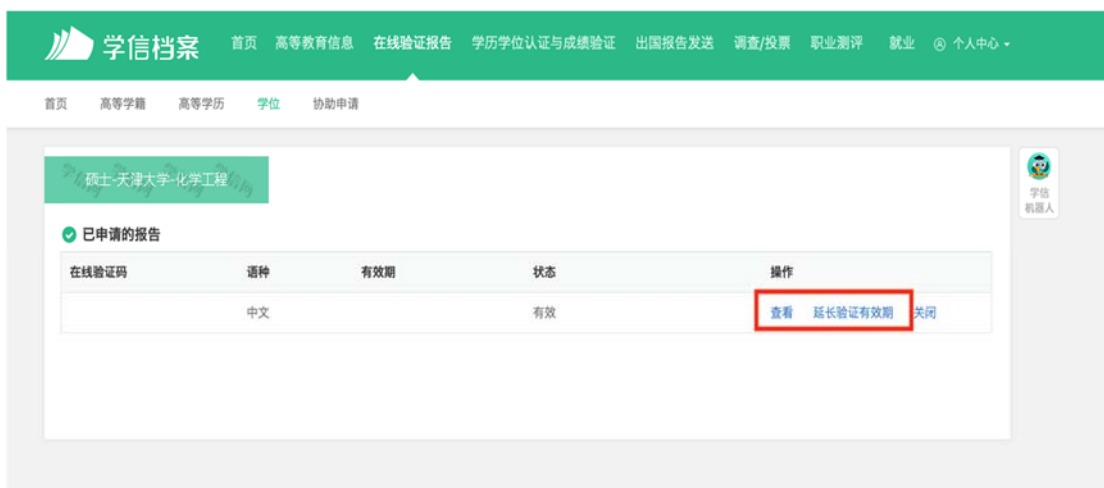 学信档案 首页 高等教育信息 在线验证报告 学历学位认证与成绩验证 出国报告发送 调查/投票 职业测评 就业 个人中心
首页 高等学籍 高等学历 学位 协助申请
硕士-天津大学-化学工程
学信网 学信网
学信
机器人
已申请的报告
在线验证码 语种 有效期 状态 操作
中文 有效 查看 延长验证有效期 关闭